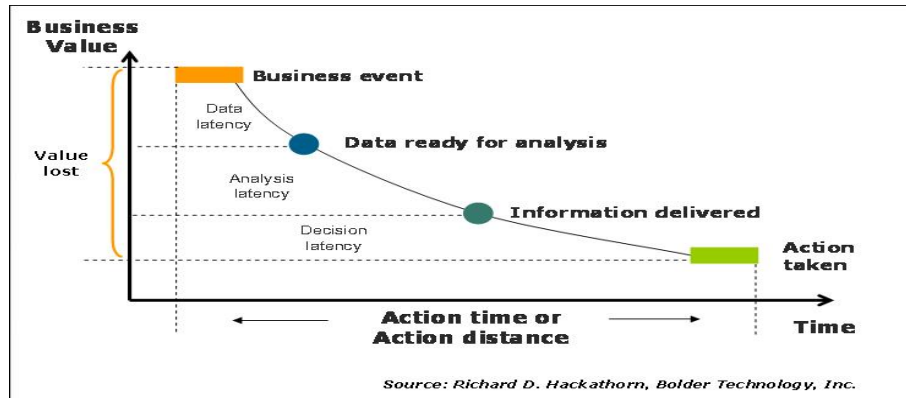 Business
Value
Business event
Data
latency
Data ready for analysis
Value
lost
Analysis
latency
Information delivered
Decision
latency
Action
taken
Action time or
Action distance
Time
Source: Richard D. Hackathorn, Bolder Technology, Inc.